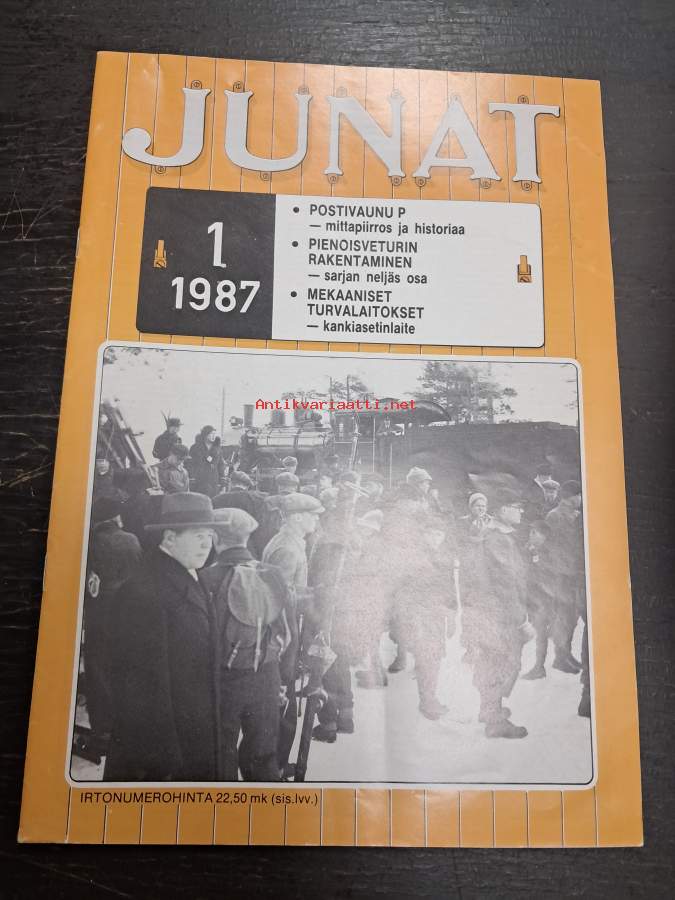 JUNAT
1
1987
• POSTIVAUNU P
— mittapiirros ja historiaa
• PIENOISVETURIN
RAKENTAMINEN
— sarjan neljäs osa
• MEKAANISET
TURVALAITOKSET
— kankiasetinlaite
Antikvariaatti.net
IRTONUMEROHINTA 22,50 mk (sis.lvv.)